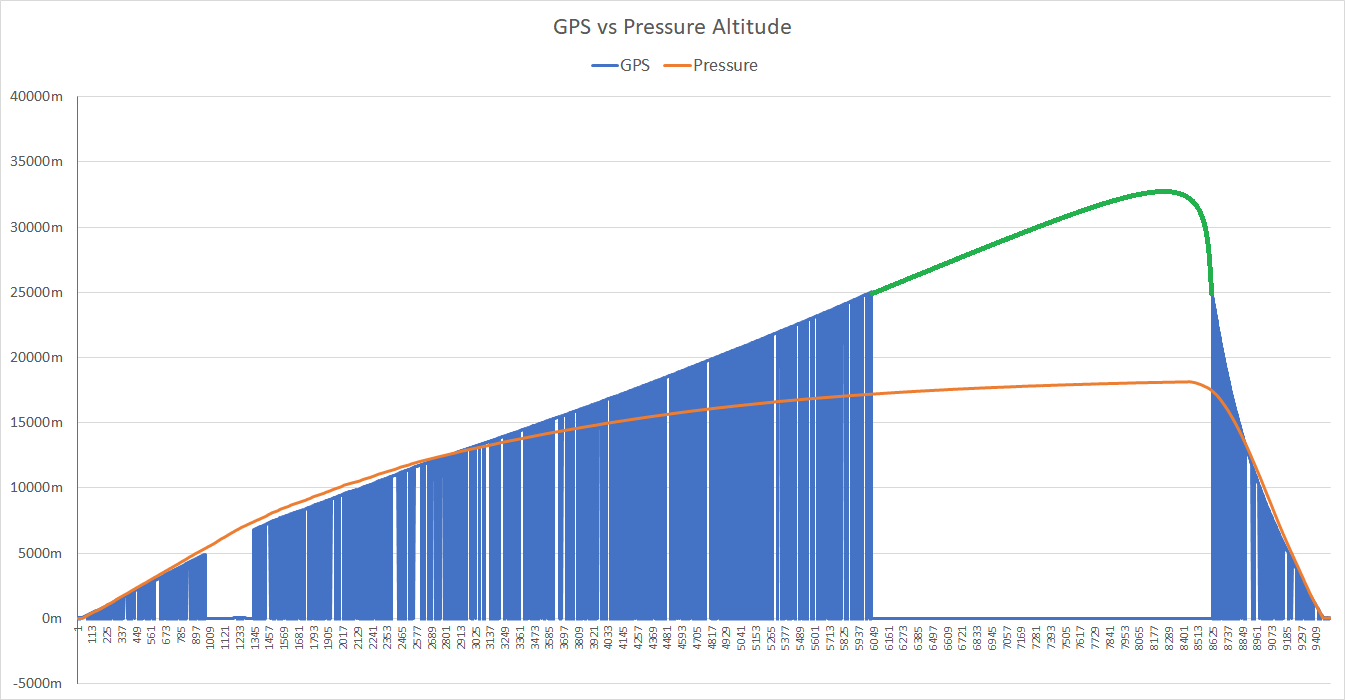 GPS vs Pressure Altitude
GPS Pressure
40000m
35000m
30000m
25000m
20000m
15000m
10000m
5000m
0m
-5000m
1 113 225 337 449 561 673 785 897 1009 1121 1233 1345 1457 1569 1681 1793 1905 2017 2129 2241 2353 2465 2577 2689 2801 2913 3025 3137 3249 3361 3473 3585 3697 3809 3921 4033 4145 4257 4369 4481 4593 4705 4817 4929 5041 5153 5265 5377 5489 5601 5713 5825 5937 6049 6161 6273 6385 6497 6609 6721 6833 6945 7057 7169 7281 7393 7505 7617 7729 7841 7953 8065 8177 8289 8401 8513 8625 8737 8849 8961 9073 9185 9297 9409